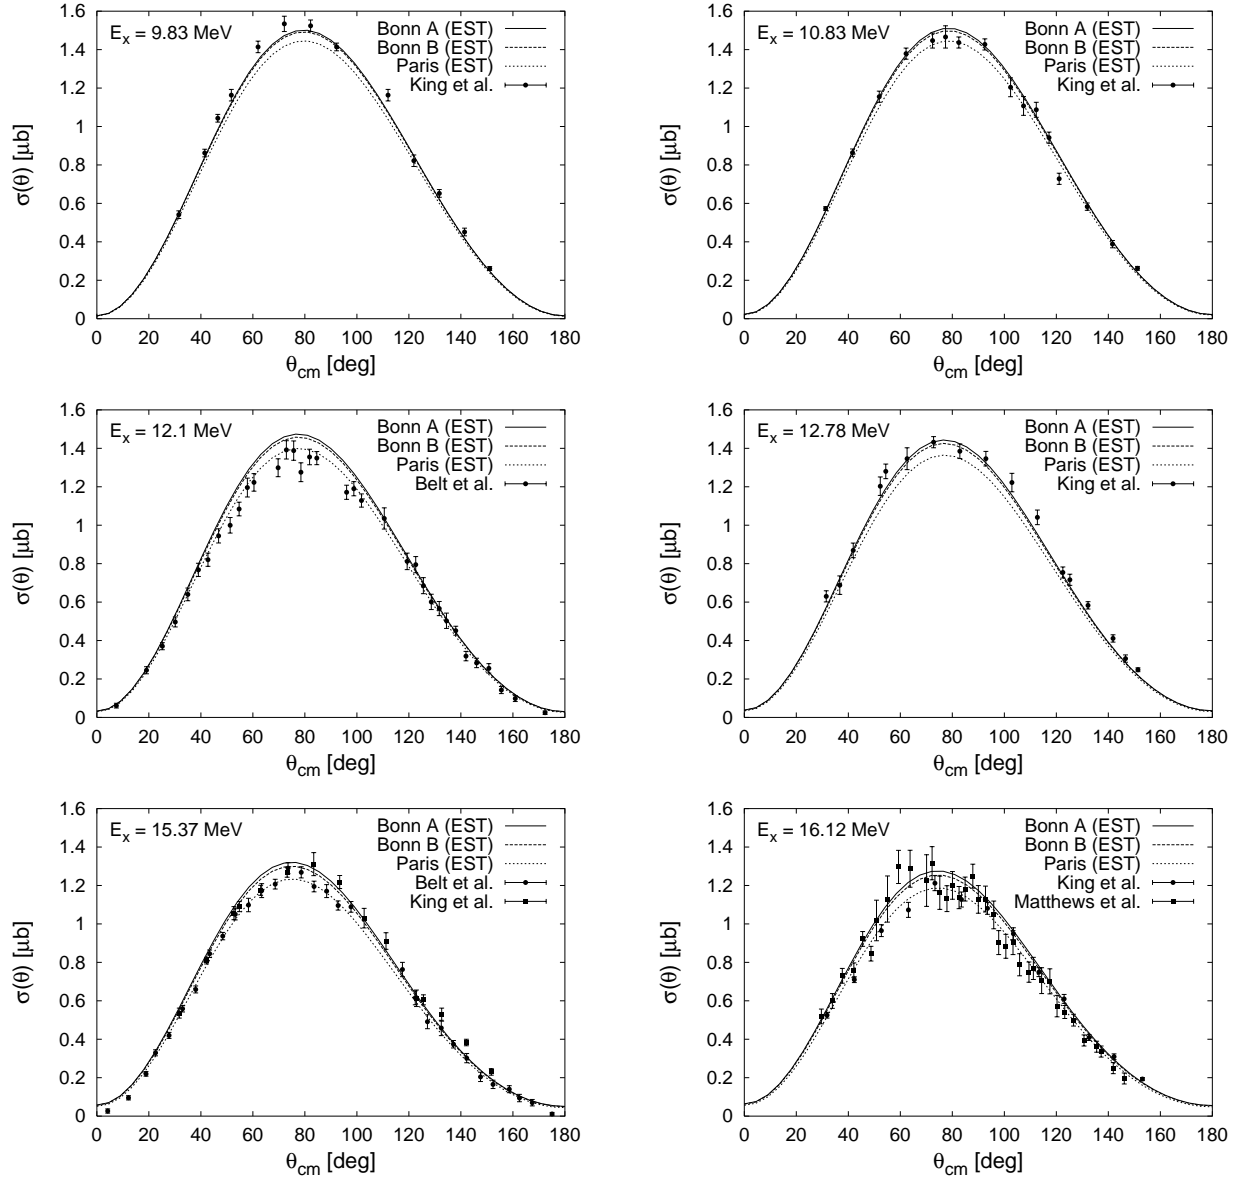 E_x = 9.83 MeV
Bonn A (EST)
Bonn B (EST)
Paris (EST)
King et al.
σ(θ) [μb]
1.6
1.4
1.2
1
0.8
0.6
0.4
0.2
0
0 20 40 60 80 100 120 140 160 180
θ_cm [deg]
E_x = 10.83 MeV
Bonn A (EST)
Bonn B (EST)
Paris (EST)
King et al.
σ(θ) [μb]
1.6
1.4
1.2
1
0.8
0.6
0.4
0.2
0
0 20 40 60 80 100 120 140 160 180
θ_cm [deg]
E_x = 12.1 MeV
Bonn A (EST)
Bonn B (EST)
Paris (EST)
Belt et al.
σ(θ) [μb]
1.6
1.4
1.2
1
0.8
0.6
0.4
0.2
0
0 20 40 60 80 100 120 140 160 180
θ_cm [deg]
E_x = 12.78 MeV
Bonn A (EST)
Bonn B (EST)
Paris (EST)
King et al.
σ(θ) [μb]
1.6
1.4
1.2
1
0.8
0.6
0.4
0.2
0
0 20 40 60 80 100 120 140 160 180
θ_cm [deg]
E_x = 15.37 MeV
Bonn A (EST)
Bonn B (EST)
Paris (EST)
Belt et al.
King et al.
σ(θ) [μb]
1.6
1.4
1.2
1
0.8
0.6
0.4
0.2
0
0 20 40 60 80 100 120 140 160 180
θ_cm [deg]
E_x = 16.12 MeV
Bonn A (EST)
Bonn B (EST)
Paris (EST)
King et al.
Matthews et al.
σ(θ) [μb]
1.6
1.4
1.2
1
0.8
0.6
0.4
0.2
0
0 20 40 60 80 100 120 140 160 180
θ_cm [deg]